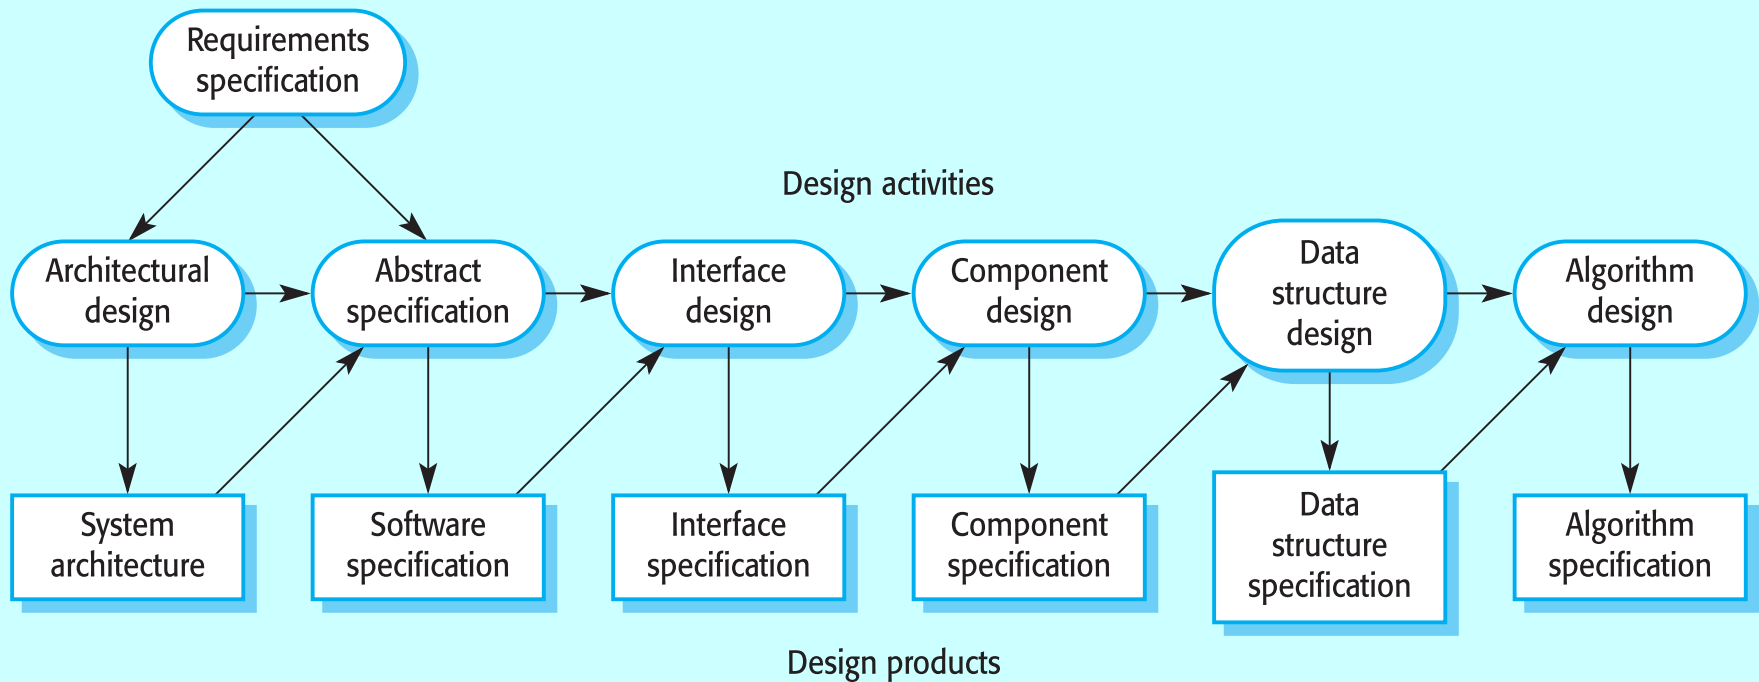 Requirements
specification
Design activities
Architectural
design
Abstract
specification
Interface
design
Component
design
Data
structure
design
Algorithm
design
System
architecture
Software
specification
Interface
specification
Component
specification
Data
structure
specification
Algorithm
specification
Design products